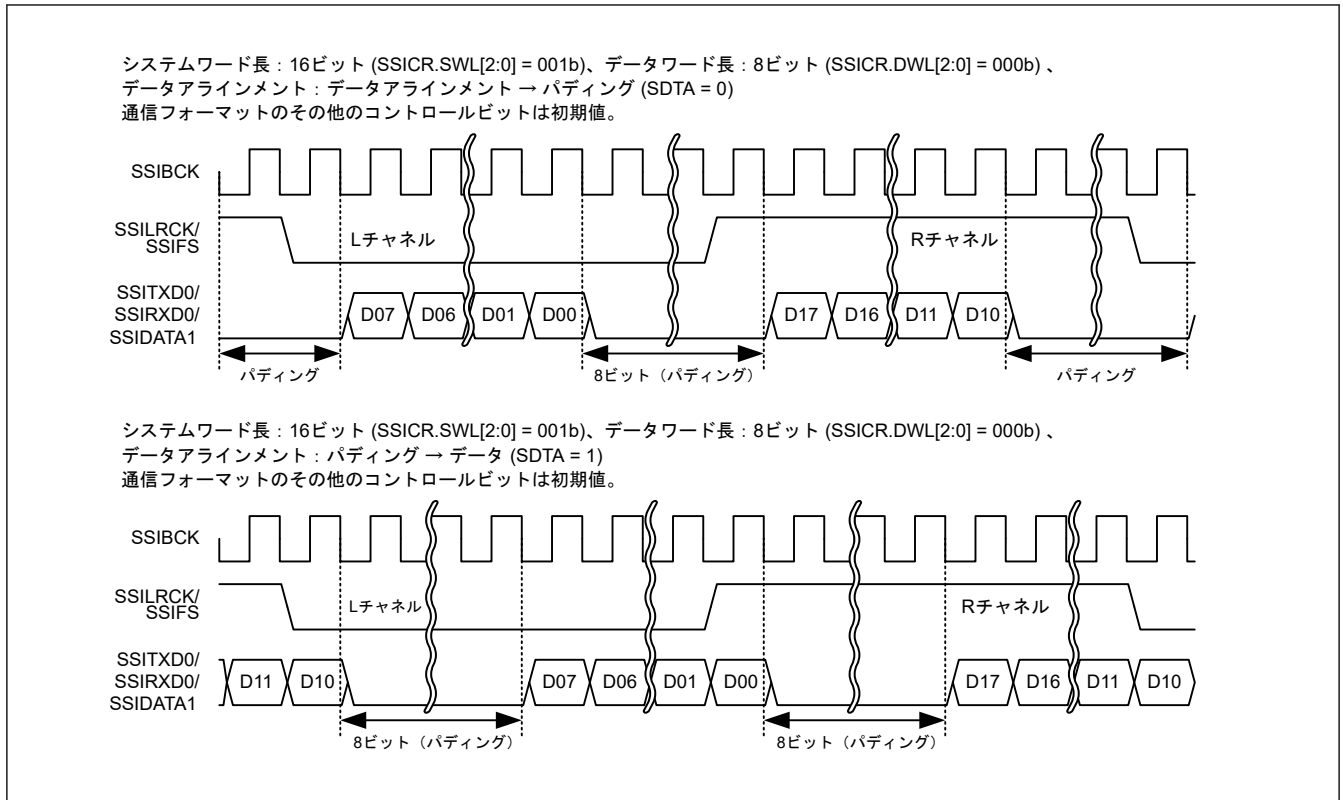 システムワード長：16ビット (SSICR.SWL[2:0] = 001b)、データワード長：8ビット (SSICR.DWL[2:0] = 000b) 、
データアラインメント：データアラインメント → パディング (SDTA = 0)
通信フォーマットのその他のコントロールビットは初期値。
SSIBCK
SSILRCK/
SSIFS
Lチャネル
Rチャネル
SSITXD0/
SSIRXD0/
SSIDATA1
D07 D06 D01 D00 D17 D16 D11 D10
パディング
8ビット（パディング）
パディング
システムワード長：16ビット (SSICR.SWL[2:0] = 001b)、データワード長：8ビット (SSICR.DWL[2:0] = 000b) 、
データアラインメント：パディング → データ (SDTA = 1)
通信フォーマットのその他のコントロールビットは初期値。
SSIBCK
SSILRCK/
SSIFS
Lチャネル
Rチャネル
SSITXD0/
SSIRXD0/
SSIDATA1
D11 D10 D07 D06 D01 D00 D17 D16 D11 D10
8ビット（パディング）
8ビット（パディング）